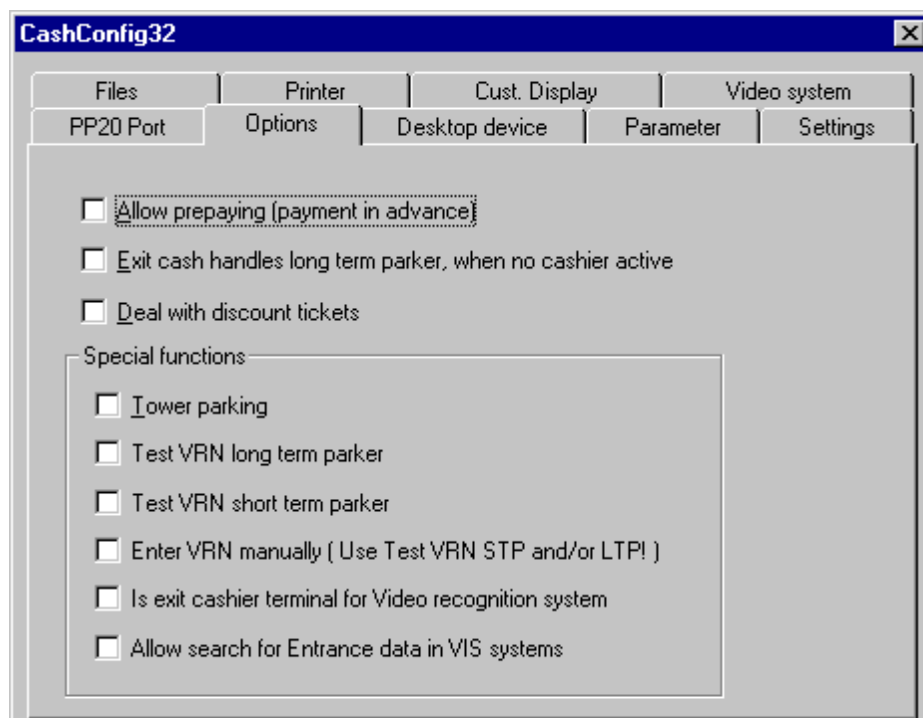 CashConfig32
Files Printer Cust. Display Video system
PP20 Port Options Desktop device Parameter Settings
Allow prepaying (payment in advance)
Exit cash handles long term parker, when no cashier active
Deal with discount tickets
Special functions
Tower parking
Test VRN long term parker
Test VRN short term parker
Enter VRN manually ( Use Test VRN STP and/or LTP! )
Is exit cashier terminal for Video recognition system
Allow search for Entrance data in VIS systems